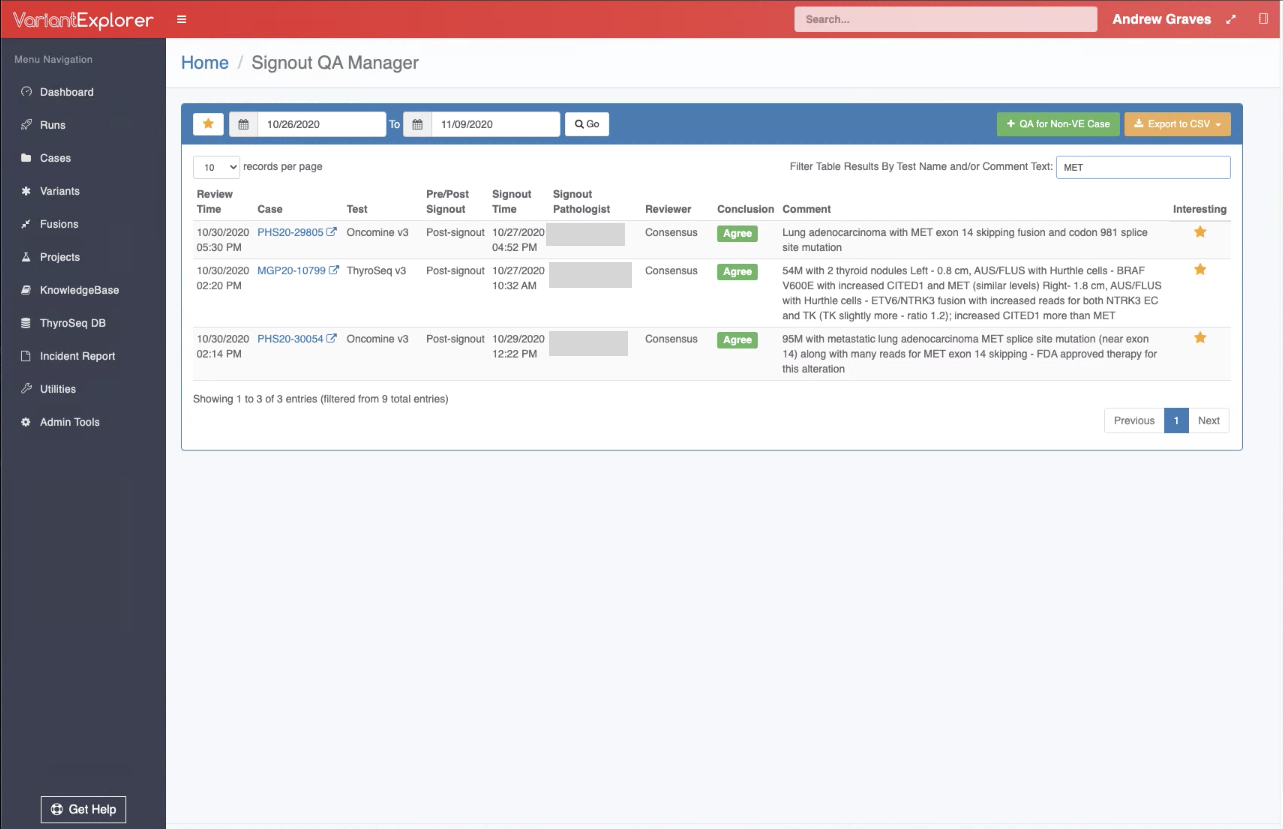 VariantExplorer
Search...
Andrew Graves
Menu Navigation
Dashboard
Runs
Cases
Variants
Fusions
Projects
KnowledgeBase
ThyroSeq DB
Incident Report
Utilities
Admin Tools
Get Help
Home / Signout QA Manager
10/26/2020 To 11/09/2020 Go
+ QA for Non-VE Case Export to CSV
10 records per page
Filter Table Results By Test Name and/or Comment Text: MET
Review Pre/Post Signout Signout
Time Case Test Signout Time Pathologist Reviewer Conclusion Comment Interesting
10/30/2020 PHS20-29805 Oncomine v3 Post-signout 10/27/2020 Consensus Agree Lung adenocarcinoma with MET exon 14 skipping fusion and codon 981 splice
05:30 PM 04:52 PM site mutation
10/30/2020 MGP20-10799 ThyroSeq v3 Post-signout 10/27/2020 Consensus Agree 54M with 2 thyroid nodules Left - 0.8 cm, AUS/FLUS with Hurthle cells - BRAF
02:20 PM 10:32 AM V600E with increased CITED1 and MET (similar levels) Right- 1.8 cm, AUS/FLUS
with Hurthle cells - ETV6/NTRK3 fusion with increased reads for both NTRK3 EC
and TK (TK slightly more - ratio 1.2); increased CITED1 more than MET
10/30/2020 PHS20-30054 Oncomine v3 Post-signout 10/29/2020 Consensus Agree 95M with metastatic lung adenocarcinoma MET splice site mutation (near exon
02:14 PM 12:22 PM 14) along with many reads for MET exon 14 skipping - FDA approved therapy for
this alteration
Showing 1 to 3 of 3 entries (filtered from 9 total entries)
Previous 1 Next